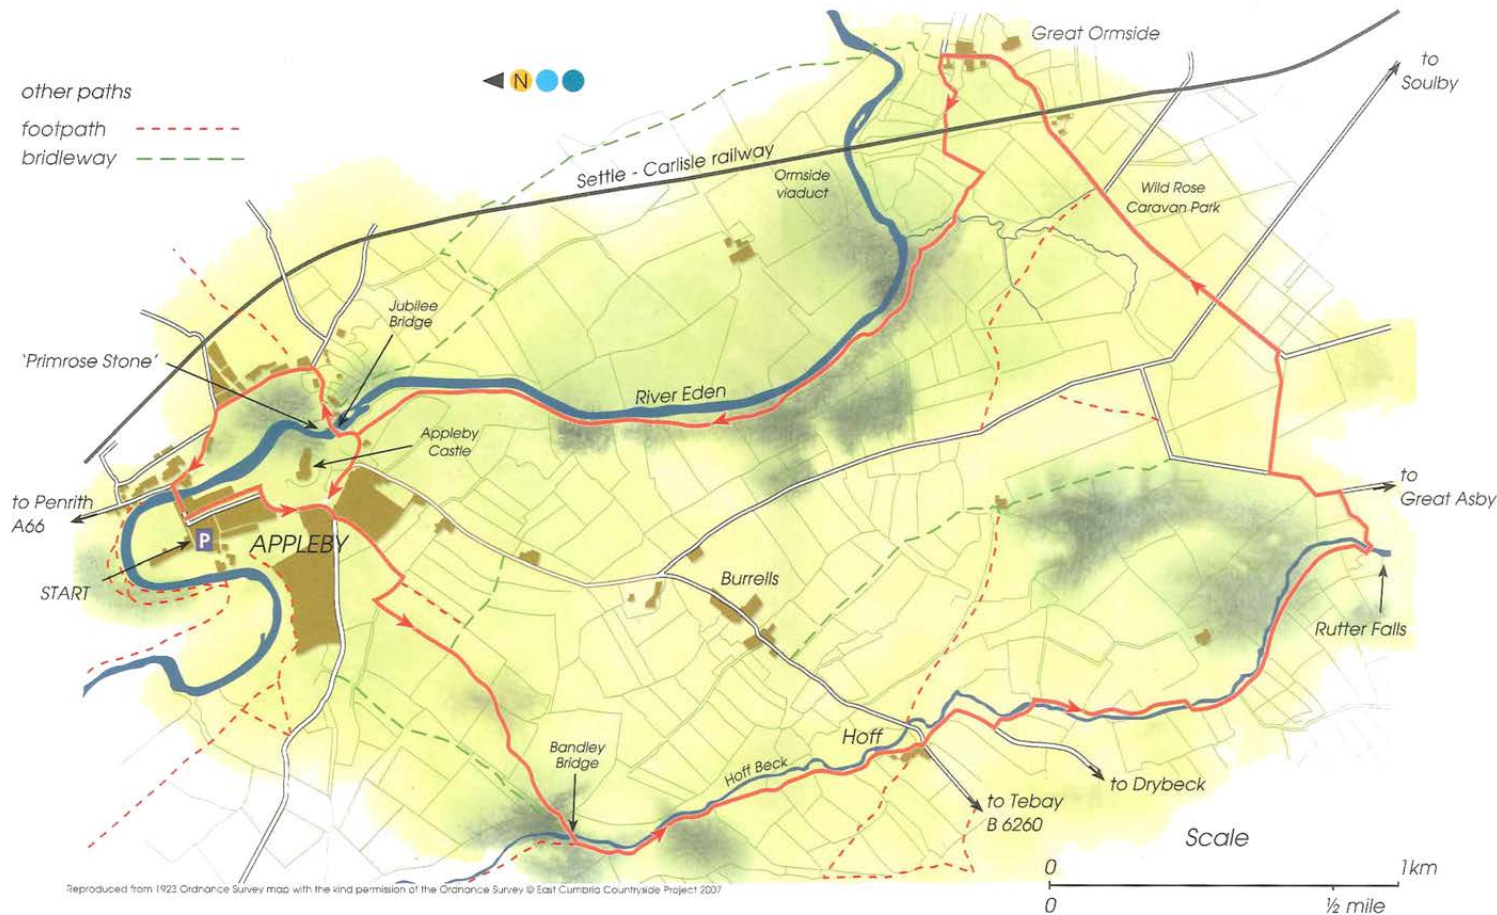 Great Ormside
to
Soulby
other paths
footpath
bridleway
N
Settle - Carlisle railway
Ormside
viaduct
Wild Rose
Caravan Park
Jubilee
Bridge
'Primrose Stone'
River Eden
Appleby
Castle
to Penrith
A66
to
Great Asby
P
APPLEBY
START
Burrells
Rutter Falls
Hoff
Bandley
Bridge
Hoff Beck
to Drybeck
to Tebay
B 6260
Scale
0
1km
0
½ mile
Reproduced from 1923 Ordnance Survey map with the kind permission of the Ordnance Survey © East Cumbria Countryside Project 2007